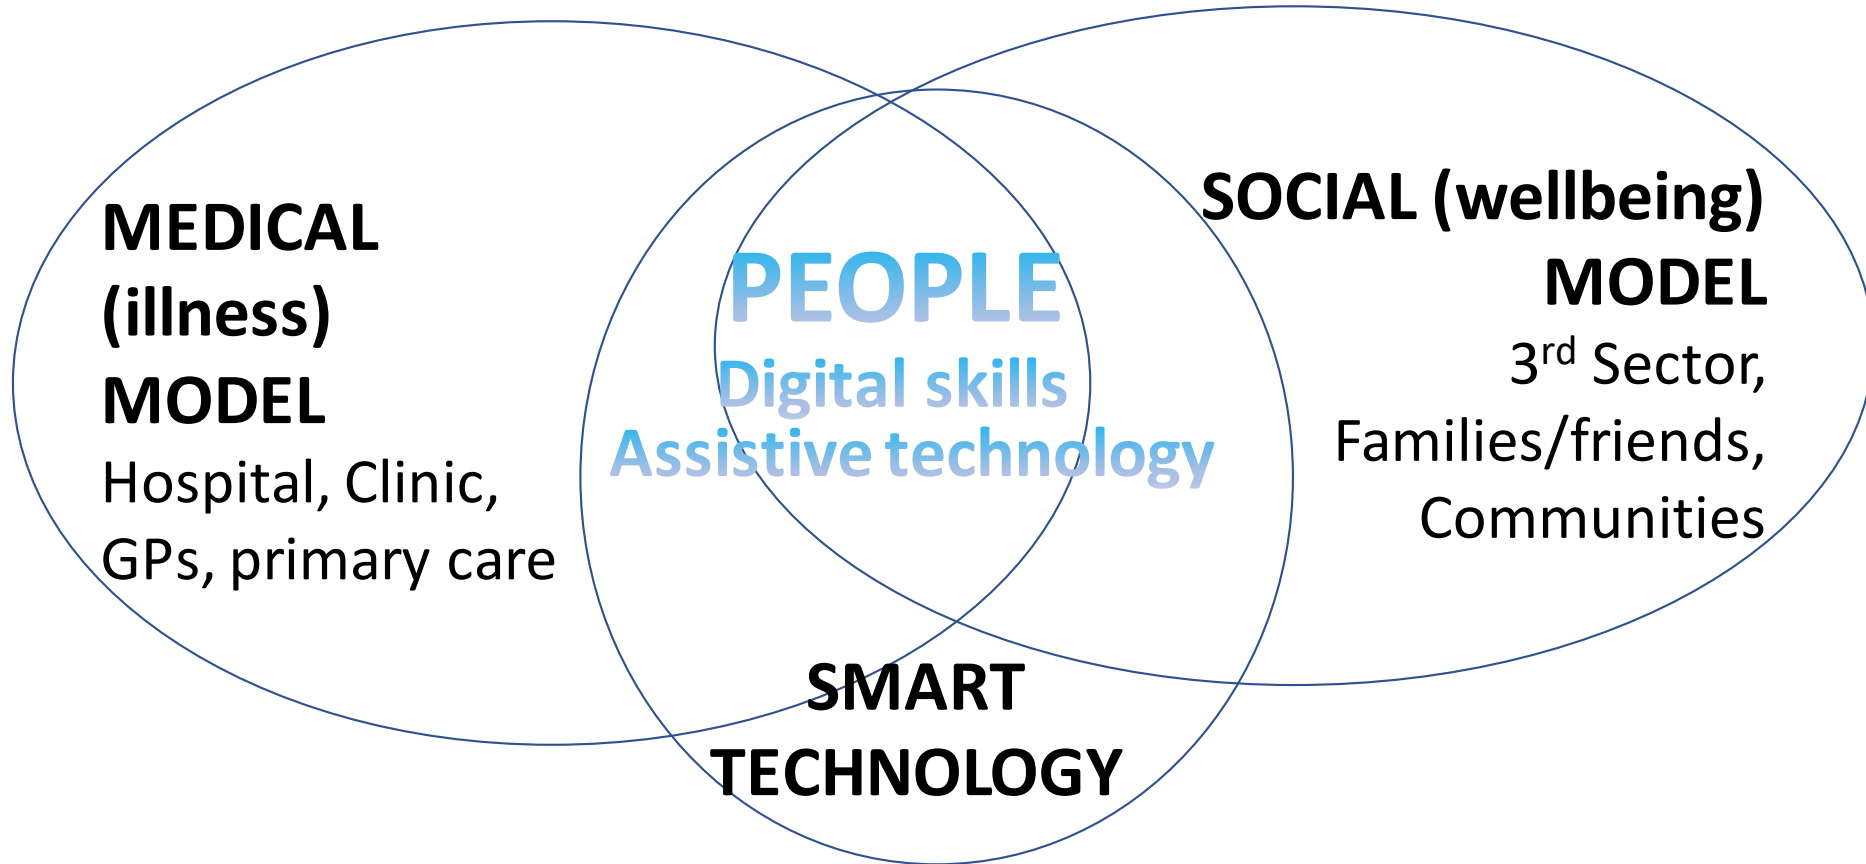 MEDICAL
(illness)
MODEL
Hospital, Clinic,
GPs, primary care
PEOPLE
Digital skills
Assistive technology
SOCIAL (wellbeing)
MODEL
3rd Sector,
Families/friends,
Communities
SMART
TECHNOLOGY